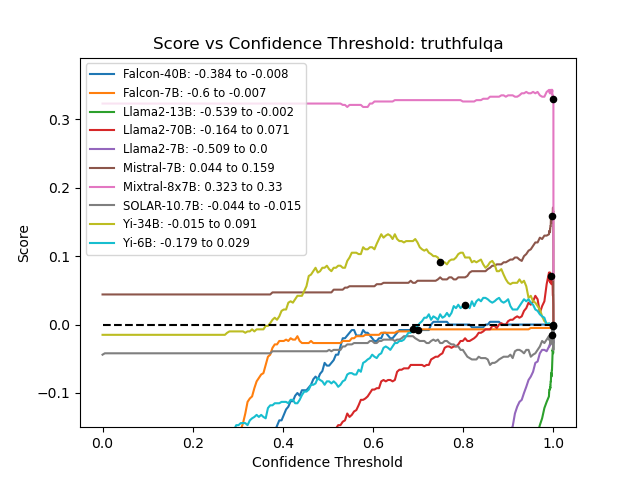 Score vs Confidence Threshold: truthfulqa
Falcon-40B: -0.384 to -0.008
Falcon-7B: -0.6 to -0.007
Llama2-13B: -0.539 to -0.002
Llama2-70B: -0.164 to 0.071
Llama2-7B: -0.509 to 0.0
Mistral-7B: 0.044 to 0.159
Mixtral-8x7B: 0.323 to 0.33
SOLAR-10.7B: -0.044 to -0.015
Yi-34B: -0.015 to 0.091
Yi-6B: -0.179 to 0.029
Score
0.3
0.2
0.1
0.0
−0.1
0.0 0.2 0.4 0.6 0.8 1.0
Confidence Threshold